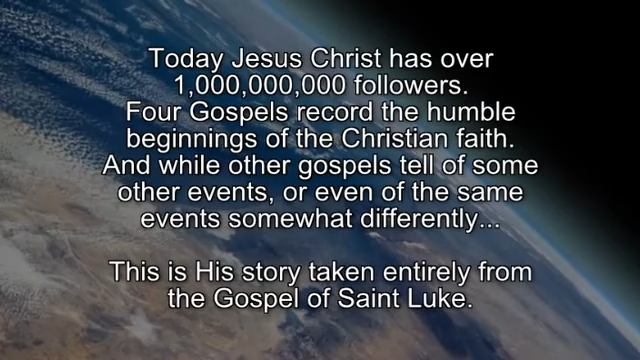 Today Jesus Christ has over
1,000,000,000 followers.
Four Gospels record the humble
beginnings of the Christian faith.
And while other gospels tell of some
other events, or even of the same
events somewhat differently...
This is His story taken entirely from
the Gospel of Saint Luke.